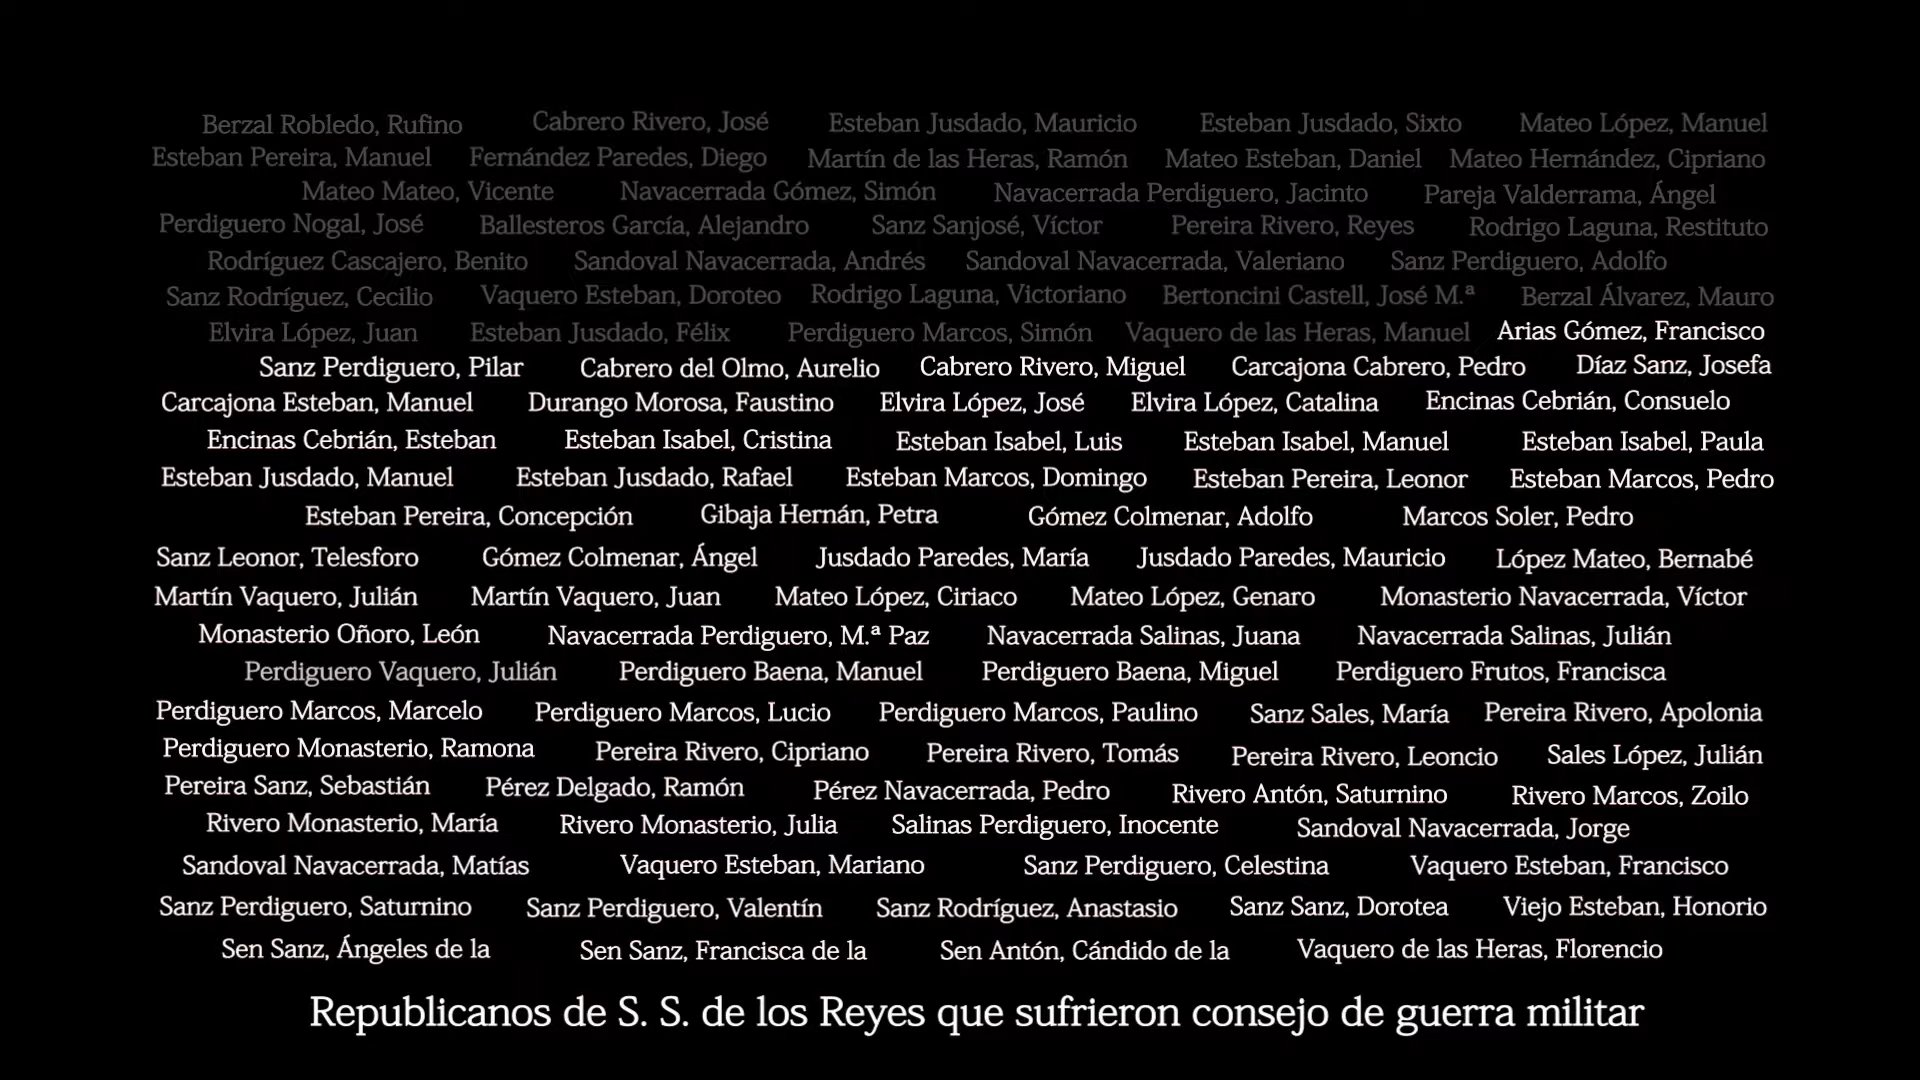 Berzal Robledo, Rufino Cabrero Rivero, José Esteban Jusdado, Mauricio Esteban Jusdado, Sixto Mateo López, Manuel
Esteban Pereira, Manuel Fernández Paredes, Diego Martín de las Heras, Ramón Mateo Esteban, Daniel Mateo Hernández, Cipriano
Mateo Mateo, Vicente Navacerrada Gómez, Simón Navacerrada Perdiguero, Jacinto Pareja Valderrama, Ángel
Perdiguero Nogal, José Ballesteros García, Alejandro Sanz Sanjosé, Víctor Pereira Rivero, Reyes Rodrigo Laguna, Restituto
Rodríguez Cascajero, Benito Sandoval Navacerrada, Andrés Sandoval Navacerrada, Valeriano Sanz Perdiguero, Adolfo
Sanz Rodríguez, Cecilio Vaquero Esteban, Doroteo Rodrigo Laguna, Victoriano Bertoncini Castell, José M.ª Berzal Álvarez, Mauro
Elvira López, Juan Esteban Jusdado, Félix Perdiguero Marcos, Simón Vaquero de las Heras, Manuel Arias Gómez, Francisco
Sanz Perdiguero, Pilar Cabrero del Olmo, Aurelio Cabrero Rivero, Miguel Carcajona Cabrero, Pedro Díaz Sanz, Josefa
Carcajona Esteban, Manuel Durango Morosa, Faustino Elvira López, José Elvira López, Catalina Encinas Cebrián, Consuelo
Encinas Cebrián, Esteban Esteban Isabel, Cristina Esteban Isabel, Luis Esteban Isabel, Manuel Esteban Isabel, Paula
Esteban Jusdado, Manuel Esteban Jusdado, Rafael Esteban Marcos, Domingo Esteban Pereira, Leonor Esteban Marcos, Pedro
Esteban Pereira, Concepción Gibaja Hernán, Petra Gómez Colmenar, Adolfo Marcos Soler, Pedro
Sanz Leonor, Telesforo Gómez Colmenar, Ángel Jusdado Paredes, María Jusdado Paredes, Mauricio López Mateo, Bernabé
Martín Vaquero, Julián Martín Vaquero, Juan Mateo López, Ciriaco Mateo López, Genaro Monasterio Navacerrada, Víctor
Monasterio Oñoro, León Navacerrada Perdiguero, M.ª Paz Navacerrada Salinas, Juana Navacerrada Salinas, Julián
Perdiguero Vaquero, Julián Perdiguero Baena, Manuel Perdiguero Baena, Miguel Perdiguero Frutos, Francisca
Perdiguero Marcos, Marcelo Perdiguero Marcos, Lucio Perdiguero Marcos, Paulino Sanz Sales, María Pereira Rivero, Apolonia
Perdiguero Monasterio, Ramona Pereira Rivero, Cipriano Pereira Rivero, Tomás Pereira Rivero, Leoncio Sales López, Julián
Pereira Sanz, Sebastián Pérez Delgado, Ramón Pérez Navacerrada, Pedro Rivero Antón, Saturnino Rivero Marcos, Zoilo
Rivero Monasterio, María Rivero Monasterio, Julia Salinas Perdiguero, Inocente Sandoval Navacerrada, Jorge
Sandoval Navacerrada, Matías Vaquero Esteban, Mariano Sanz Perdiguero, Celestina Vaquero Esteban, Francisco
Sanz Perdiguero, Saturnino Sanz Perdiguero, Valentín Sanz Rodríguez, Anastasio Sanz Sanz, Dorotea Viejo Esteban, Honorio
Sen Sanz, Ángeles de la Sen Sanz, Francisca de la Sen Antón, Cándido de la Vaquero de las Heras, Florencio
Republicanos de S. S. de los Reyes que sufrieron consejo de guerra militar